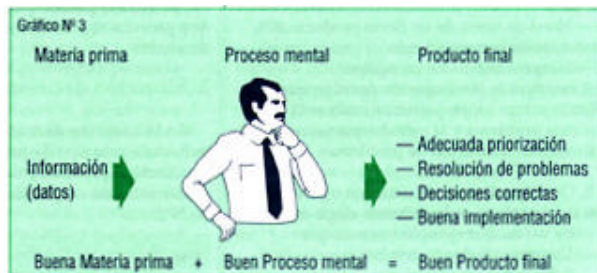 Gráfico Nº 3
Materia prima Proceso mental Producto final
Información
(datos)
— Adecuada priorización
— Resolución de problemas
— Decisiones correctas
— Buena implementación
Buena Materia prima + Buen Proceso mental = Buen Producto final